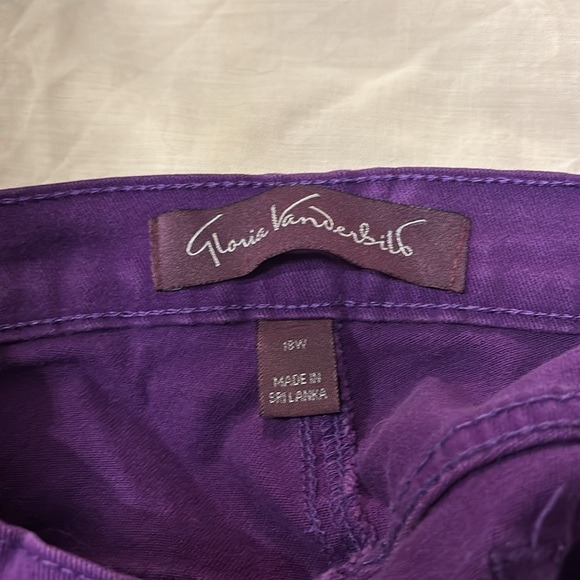 Gloria Vanderbilt
18W
MADE IN
SRI LANKA